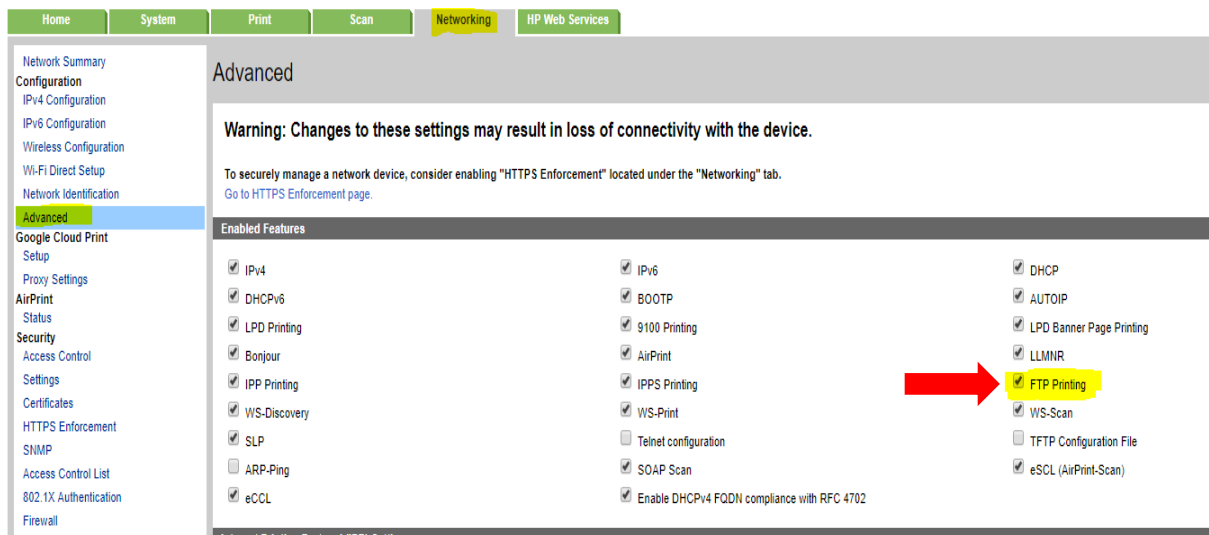 Home System Print Scan Networking HP Web Services
Network Summary
Configuration
IPv4 Configuration
IPv6 Configuration
Wireless Configuration
Wi-Fi Direct Setup
Network Identification
Advanced
Google Cloud Print
Setup
Proxy Settings
AirPrint
Status
Security
Access Control
Settings
Certificates
HTTPS Enforcement
SNMP
Access Control List
802.1X Authentication
Firewall
Advanced
Warning: Changes to these settings may result in loss of connectivity with the device.
To securely manage a network device, consider enabling "HTTPS Enforcement" located under the "Networking" tab.
Go to HTTPS Enforcement page.
Enabled Features
IPv4 IPv6 DHCP
DHCPv6 BOOTP AUTOIP
LPD Printing 9100 Printing LPD Banner Page Printing
Bonjour AirPrint LLMNR
IPP Printing IPPS Printing FTP Printing
WS-Discovery WS-Print WS-Scan
SLP Telnet configuration TFTP Configuration File
ARP-Ping SOAP Scan eSCL (AirPrint-Scan)
eCCL Enable DHCPv4 FQDN compliance with RFC 4702